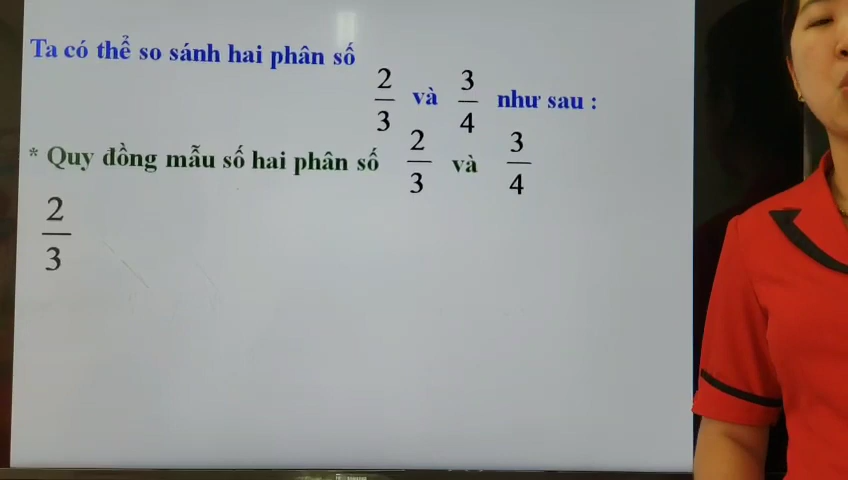 Ta có thể so sánh hai phân số
2/3 và 3/4 như sau :
* Quy đồng mẫu số hai phân số 2/3 và 3/4
2/3